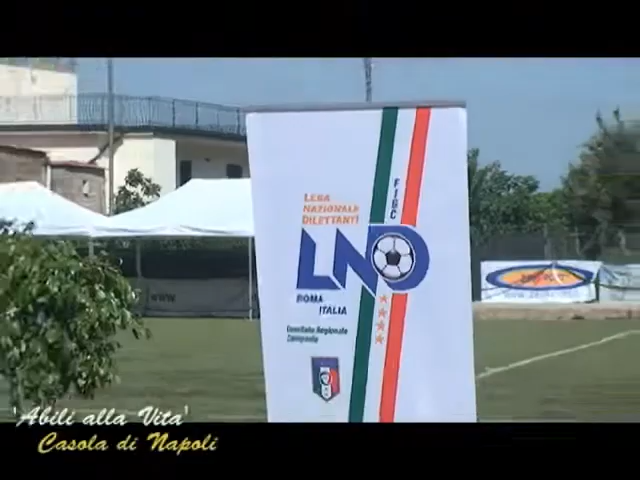 LEGA
NAZIONALE
DILETTANTI
FIGC
LND
ROMA
ITALIA
Comitato Regionale
Campania
'Abili alla Vita'
Casola di Napoli